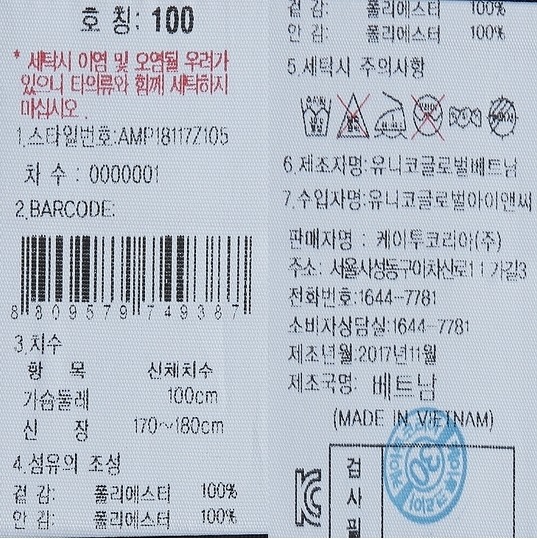 호 칭: 100
* 세탁시 이염 및 오염될 우려가
있으니 타의류와 함께 세탁하지
마십시오 .
1.스타일번호:AMP18117Z105
차 수 : 0000001
2.BARCODE:
8 809579 749387
3.치수
항 목 신체치수
가슴둘레 100cm
신 장 170~180cm
4.섬유의 조성
겉 감: 폴리에스터 100%
안 감: 폴리에스터 100%
겉 감: 폴리에스터 100%
안 감: 폴리에스터 100%
5.세탁시 주의사항
6.제조자명:유니코글로벌베트남
7.수입자명:유니코글로벌아이앤씨
판매자명 : 케이투코리아(주)
주소: 서울시성동구아차산로11가길3
전화번호:1644-7781
소비자상담실:1644-7781
제조년월:2017년11월
제조국명: 베트남
(MADE IN VIETNAM)
30
검
사
필